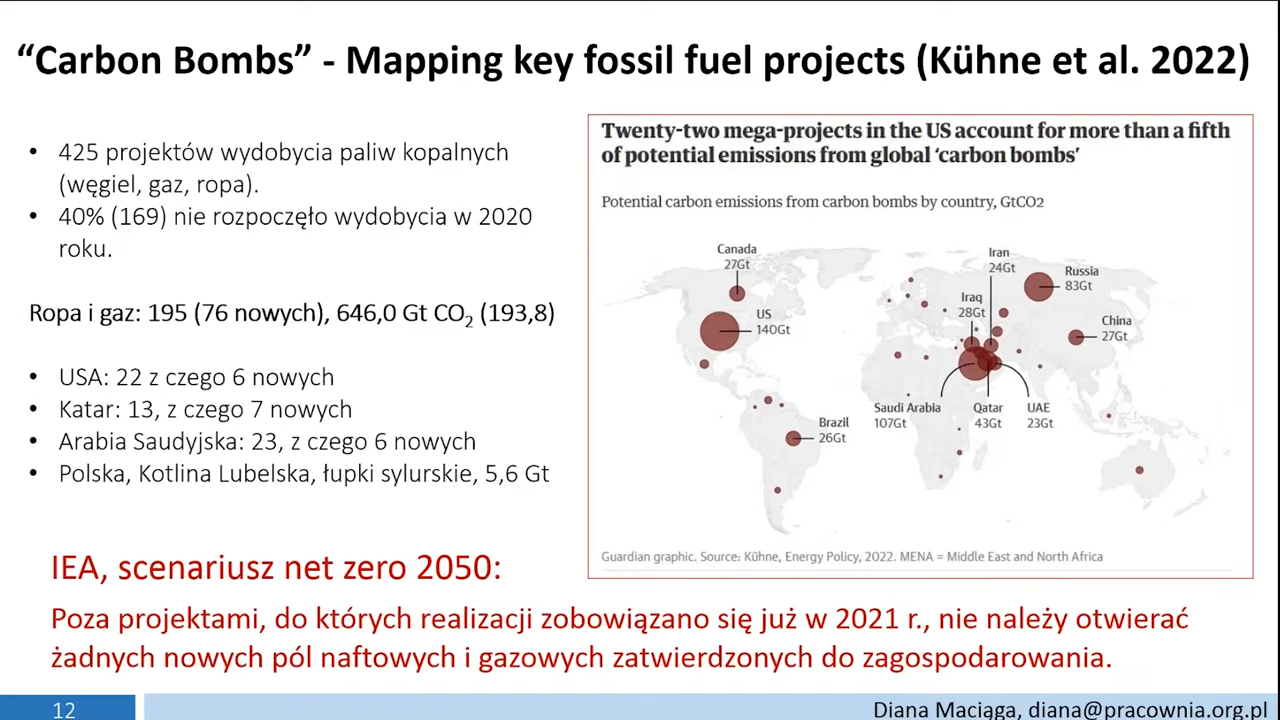 “Carbon Bombs” - Mapping key fossil fuel projects (Kühne et al. 2022)
• 425 projektów wydobycia paliw kopalnych
(węgiel, gaz, ropa).
• 40% (169) nie rozpoczęło wydobycia w 2020
roku.
Ropa i gaz: 195 (76 nowych), 646,0 Gt CO₂ (193,8)
• USA: 22 z czego 6 nowych
• Katar: 13, z czego 7 nowych
• Arabia Saudyjska: 23, z czego 6 nowych
• Polska, Kotlina Lubelska, łupki sylurskie, 5,6 Gt
Twenty-two mega-projects in the US account for more than a fifth
of potential emissions from global ‘carbon bombs’
Potential carbon emissions from carbon bombs by country, GtCO2
Canada
27Gt
US
140Gt
Iran
24Gt
Russia
83Gt
Iraq
28Gt
China
27Gt
Saudi Arabia
107Gt
Qatar
43Gt
UAE
23Gt
Brazil
26Gt
Guardian graphic. Source: Kühne, Energy Policy, 2022. MENA = Middle East and North Africa
IEA, scenariusz net zero 2050:
Poza projektami, do których realizacji zobowiązano się już w 2021 r., nie należy otwierać
żadnych nowych pól naftowych i gazowych zatwierdzonych do zagospodarowania.
12
Diana Maciąga, diana@pracownia.org.pl